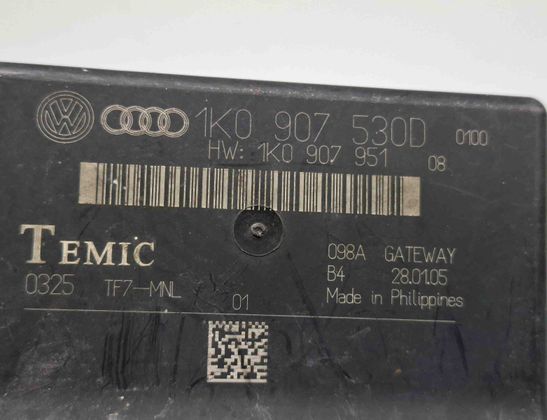 1K0 907 530D 0100
HW: 1K0 907 951 08
TEMIC
0325 TF7-MNL 01
098A GATEWAY
B4 28.01.05
Made in Philippines